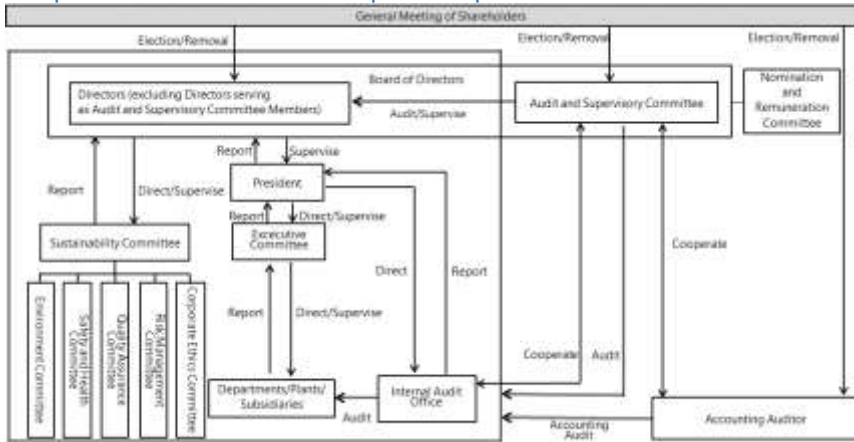 General Meeting of Shareholders
Election/Removal
Election/Removal
Election/Removal
Board of Directors
Directors (excluding Directors serving
as Audit and Supervisory Committee Members)
Audit/Supervise
Audit and Supervisory Committee
Nomination
and
Remuneration
Committee
Report
Supervise
Report
Direct/Supervise
President
Report
Direct/Supervise
Sustainability Committee
Excecutive
Committee
Direct
Report
Cooperate
Environment Committee
Safety and Health
Committee
Quality Assurance
Committee
Risk Management
Committee
Corporate Ethics Committee
Report
Direct/Supervise
Cooperate
Audit
Departments/Plants/
Subsidiaries
Audit
Internal Audit
Office
Accounting
Audit
Accounting Auditor